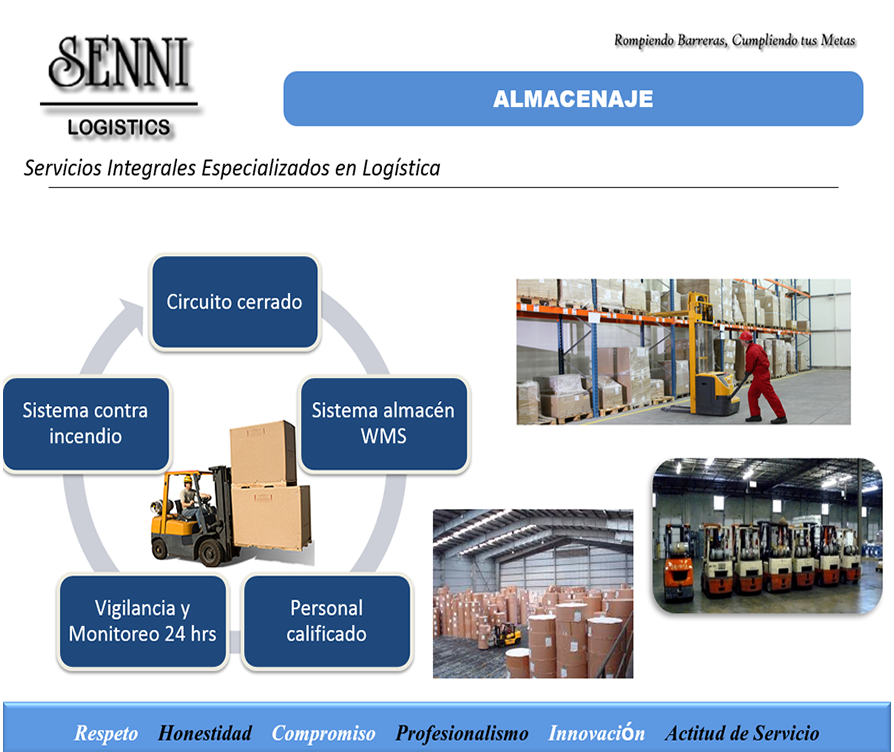 SENNI
LOGISTICS
Rompiendo Barreras, Cumpliendo tus Metas
ALMACENAJE
Servicios Integrales Especializados en Logística
Circuito cerrado
Sistema contra
incendio
Sistema almacén
WMS
Vigilancia y
Monitoreo 24 hrs
Personal
calificado
Respeto Honestidad Compromiso Profesionalismo Innovación Actitud de Servicio